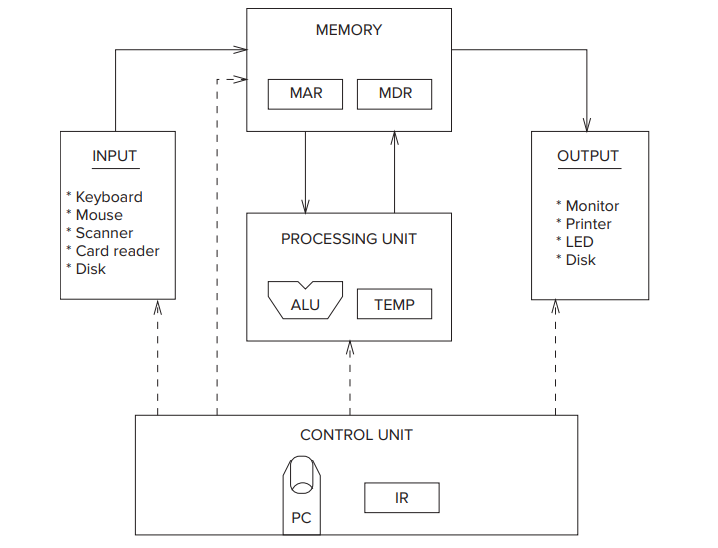 MEMORY
MAR
MDR
INPUT
* Keyboard
* Mouse
* Scanner
* Card reader
* Disk
OUTPUT
* Monitor
* Printer
* LED
* Disk
PROCESSING UNIT
ALU
TEMP
CONTROL UNIT
PC
IR